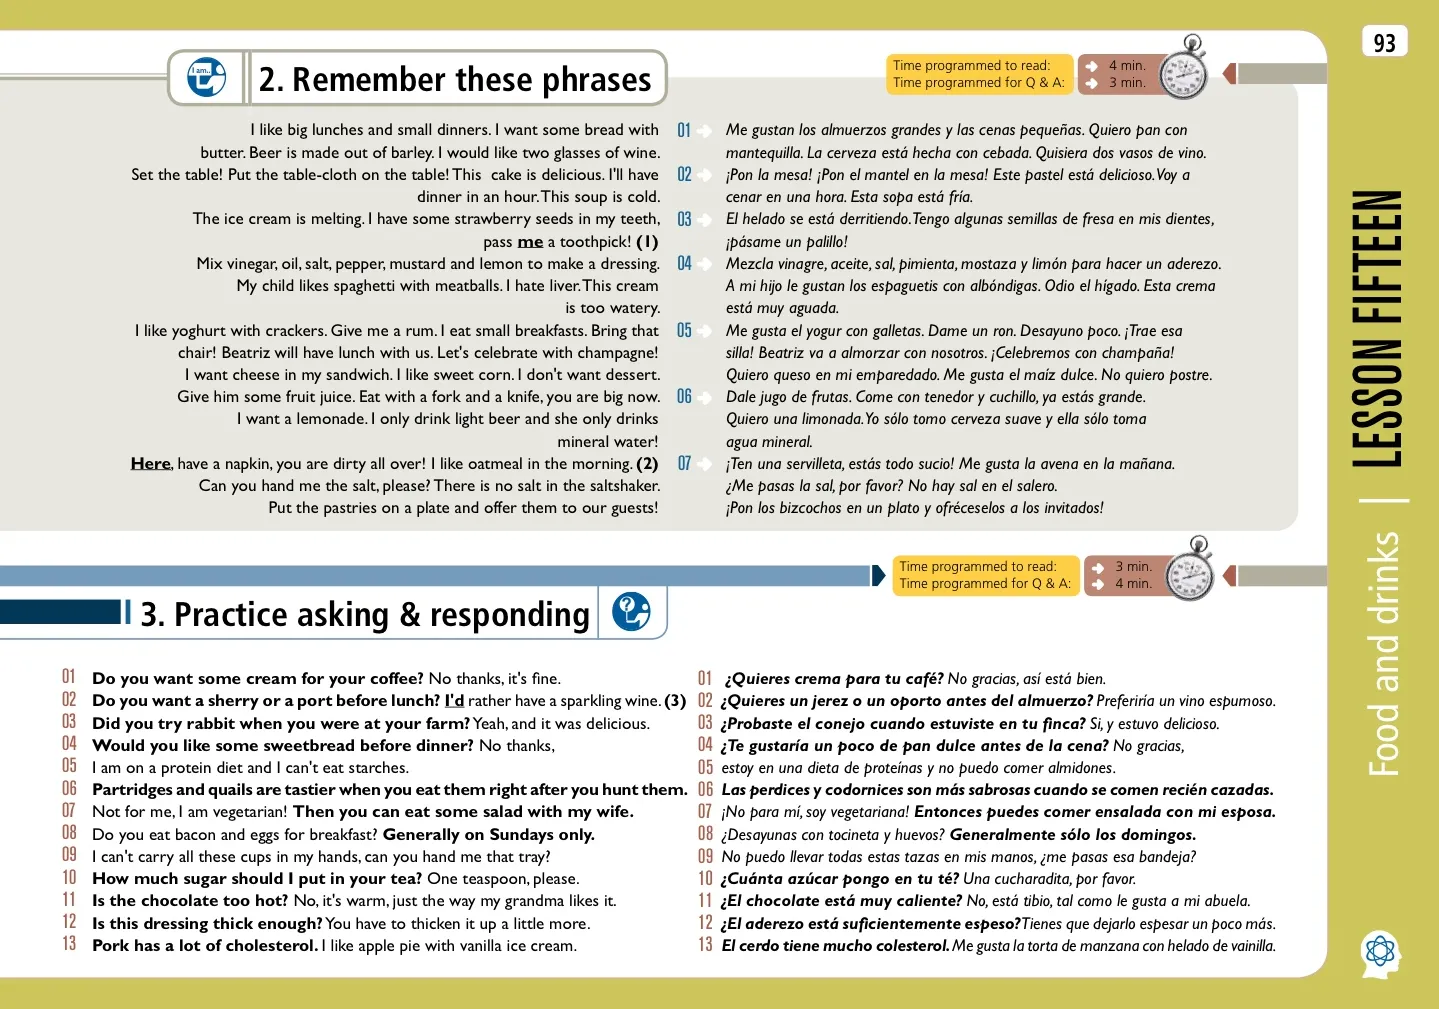 93
I am..
2. Remember these phrases
Time programmed to read: 4 min.
Time programmed for Q & A: 3 min.
I like big lunches and small dinners. I want some bread with
butter. Beer is made out of barley. I would like two glasses of wine.
Set the table! Put the table-cloth on the table! This cake is delicious. I'll have
dinner in an hour. This soup is cold.
The ice cream is melting. I have some strawberry seeds in my teeth,
pass me a toothpick! (1)
Mix vinegar, oil, salt, pepper, mustard and lemon to make a dressing.
My child likes spaghetti with meatballs. I hate liver. This cream
is too watery.
I like yoghurt with crackers. Give me a rum. I eat small breakfasts. Bring that
chair! Beatriz will have lunch with us. Let's celebrate with champagne!
I want cheese in my sandwich. I like sweet corn. I don't want dessert.
Give him some fruit juice. Eat with a fork and a knife, you are big now.
I want a lemonade. I only drink light beer and she only drinks
mineral water!
Here, have a napkin, you are dirty all over! I like oatmeal in the morning. (2)
Can you hand me the salt, please? There is no salt in the saltshaker.
Put the pastries on a plate and offer them to our guests!
01 Me gustan los almuerzos grandes y las cenas pequeñas. Quiero pan con
mantequilla. La cerveza está hecha con cebada. Quisiera dos vasos de vino.
02 ¡Pon la mesa! ¡Pon el mantel en la mesa! Este pastel está delicioso. Voy a
cenar en una hora. Esta sopa está fría.
03 El helado se está derritiendo. Tengo algunas semillas de fresa en mis dientes,
¡pásame un palillo!
04 Mezcla vinagre, aceite, sal, pimienta, mostaza y limón para hacer un aderezo.
A mi hijo le gustan los espaguetis con albóndigas. Odio el hígado. Esta crema
está muy aguada.
05 Me gusta el yogur con galletas. Dame un ron. Desayuno poco. ¡Trae esa
silla! Beatriz va a almorzar con nosotros. ¡Celebremos con champaña!
Quiero queso en mi emparedado. Me gusta el maíz dulce. No quiero postre.
06 Dale jugo de frutas. Come con tenedor y cuchillo, ya estás grande.
Quiero una limonada. Yo sólo tomo cerveza suave y ella sólo toma
agua mineral.
07 ¡Ten una servilleta, estás todo sucio! Me gusta la avena en la mañana.
¿Me pasas la sal, por favor? No hay sal en el salero.
¡Pon los bizcochos en un plato y ofréceselos a los invitados!
Time programmed to read: 3 min.
Time programmed for Q & A: 4 min.
3. Practice asking & responding
01 Do you want some cream for your coffee? No thanks, it's fine.
02 Do you want a sherry or a port before lunch? I'd rather have a sparkling wine. (3)
03 Did you try rabbit when you were at your farm? Yeah, and it was delicious.
04 Would you like some sweetbread before dinner? No thanks,
05 I am on a protein diet and I can't eat starches.
06 Partridges and quails are tastier when you eat them right after you hunt them.
07 Not for me, I am vegetarian! Then you can eat some salad with my wife.
08 Do you eat bacon and eggs for breakfast? Generally on Sundays only.
09 I can't carry all these cups in my hands, can you hand me that tray?
10 How much sugar should I put in your tea? One teaspoon, please.
11 Is the chocolate too hot? No, it's warm, just the way my grandma likes it.
12 Is this dressing thick enough? You have to thicken it up a little more.
13 Pork has a lot of cholesterol. I like apple pie with vanilla ice cream.
01 ¿Quieres crema para tu café? No gracias, así está bien.
02 ¿Quieres un jerez o un oporto antes del almuerzo? Preferiría un vino espumoso.
03 ¿Probaste el conejo cuando estuviste en tu finca? Si, y estuvo delicioso.
04 ¿Te gustaría un poco de pan dulce antes de la cena? No gracias,
05 estoy en una dieta de proteínas y no puedo comer almidones.
06 Las perdices y codornices son más sabrosas cuando se comen recién cazadas.
07 ¡No para mí, soy vegetariana! Entonces puedes comer ensalada con mi esposa.
08 ¿Desayunas con tocineta y huevos? Generalmente sólo los domingos.
09 No puedo llevar todas estas tazas en mis manos, ¿me pasas esa bandeja?
10 ¿Cuánta azúcar pongo en tu té? Una cucharadita, por favor.
11 ¿El chocolate está muy caliente? No, está tibio, tal como le gusta a mi abuela.
12 ¿El aderezo está suficientemente espeso? Tienes que dejarlo espesar un poco más.
13 El cerdo tiene mucho colesterol. Me gusta la torta de manzana con helado de vainilla.
Food and drinks | LESSON FIFTEEN